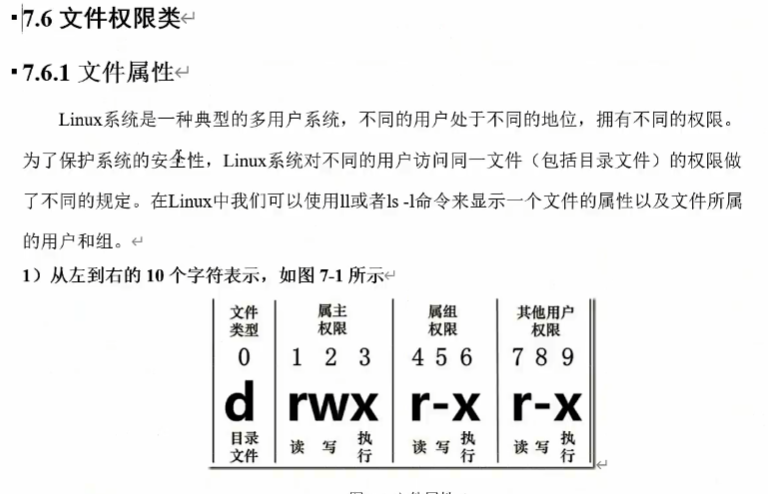 7.6 文件权限类
7.6.1 文件属性
Linux系统是一种典型的多用户系统，不同的用户处于不同的地位，拥有不同的权限。
为了保护系统的安全性，Linux系统对不同的用户访问同一文件（包括目录文件）的权限做
了不同的规定。在Linux中我们可以使用ll或者ls -l命令来显示一个文件的属性以及文件所属
的用户和组。
1）从左到右的 10 个字符表示，如图 7-1 所示
文件 属主 属组 其他用户
类型 权限 权限 权限
0 1 2 3 4 5 6 7 8 9
d rwx r-x r-x
目录 读 写 执 读 写 执 读 写 执
文件 行 行 行